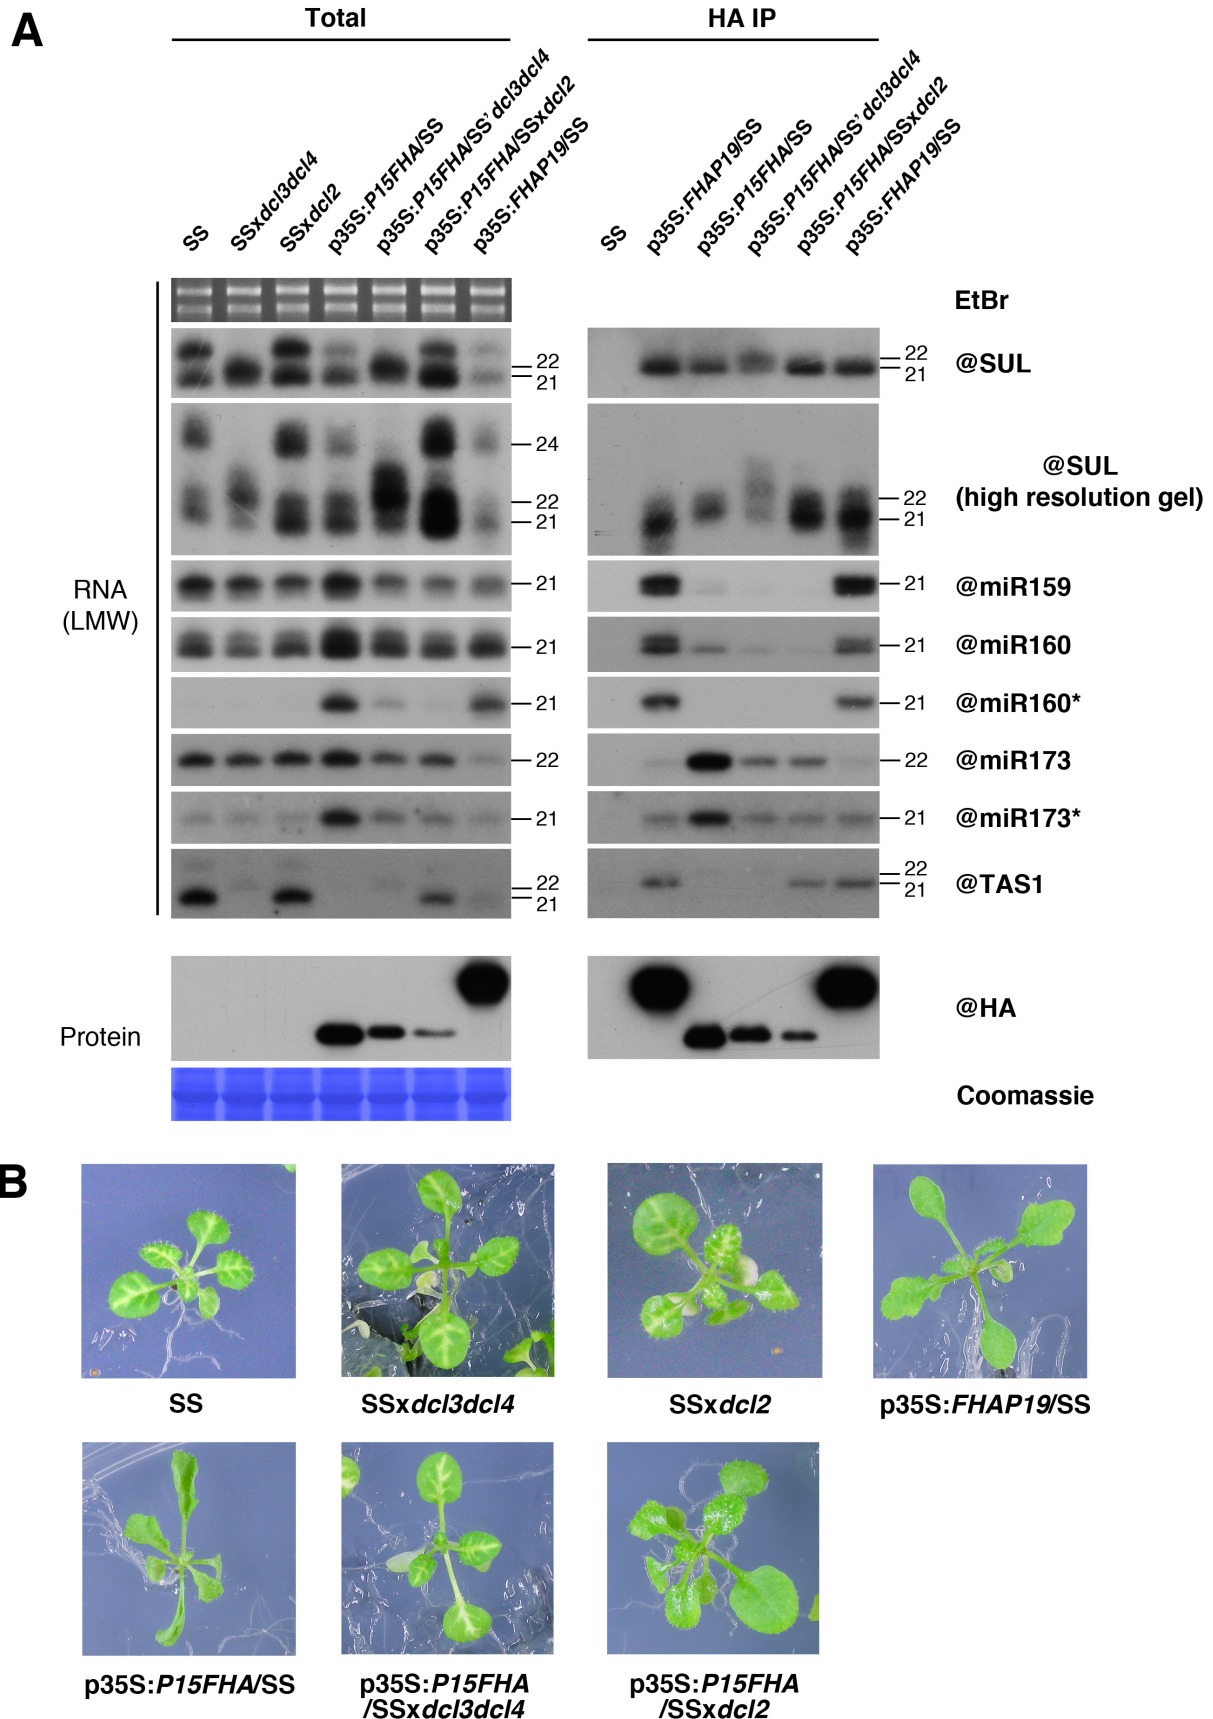 A
Total
HA IP
SS
SSxdcl3dcl4
SSxdcl2
p35S:P15FHA/SS
p35S:P15FHA/SS’dcl3dcl4
p35S:P15FHA/SSxdcl2
p35S:FHAP19/SS
SS
p35S:FHAP19/SS
p35S:P15FHA/SS
p35S:P15FHA/SS’dcl3dcl4
p35S:P15FHA/SSxdcl2
p35S:FHAP19/SS
EtBr
22
21
22
21
@SUL
24
22
21
22
21
@SUL
(high resolution gel)
RNA
(LMW)
21
21
@miR159
21
21
@miR160
21
21
@miR160*
22
22
@miR173
21
21
@miR173*
22
21
22
21
@TAS1
Protein
@HA
Coomassie
B
SS
SSxdcl3dcl4
SSxdcl2
p35S:FHAP19/SS
p35S:P15FHA/SS
p35S:P15FHA
/SSxdcl3dcl4
p35S:P15FHA
/SSxdcl2